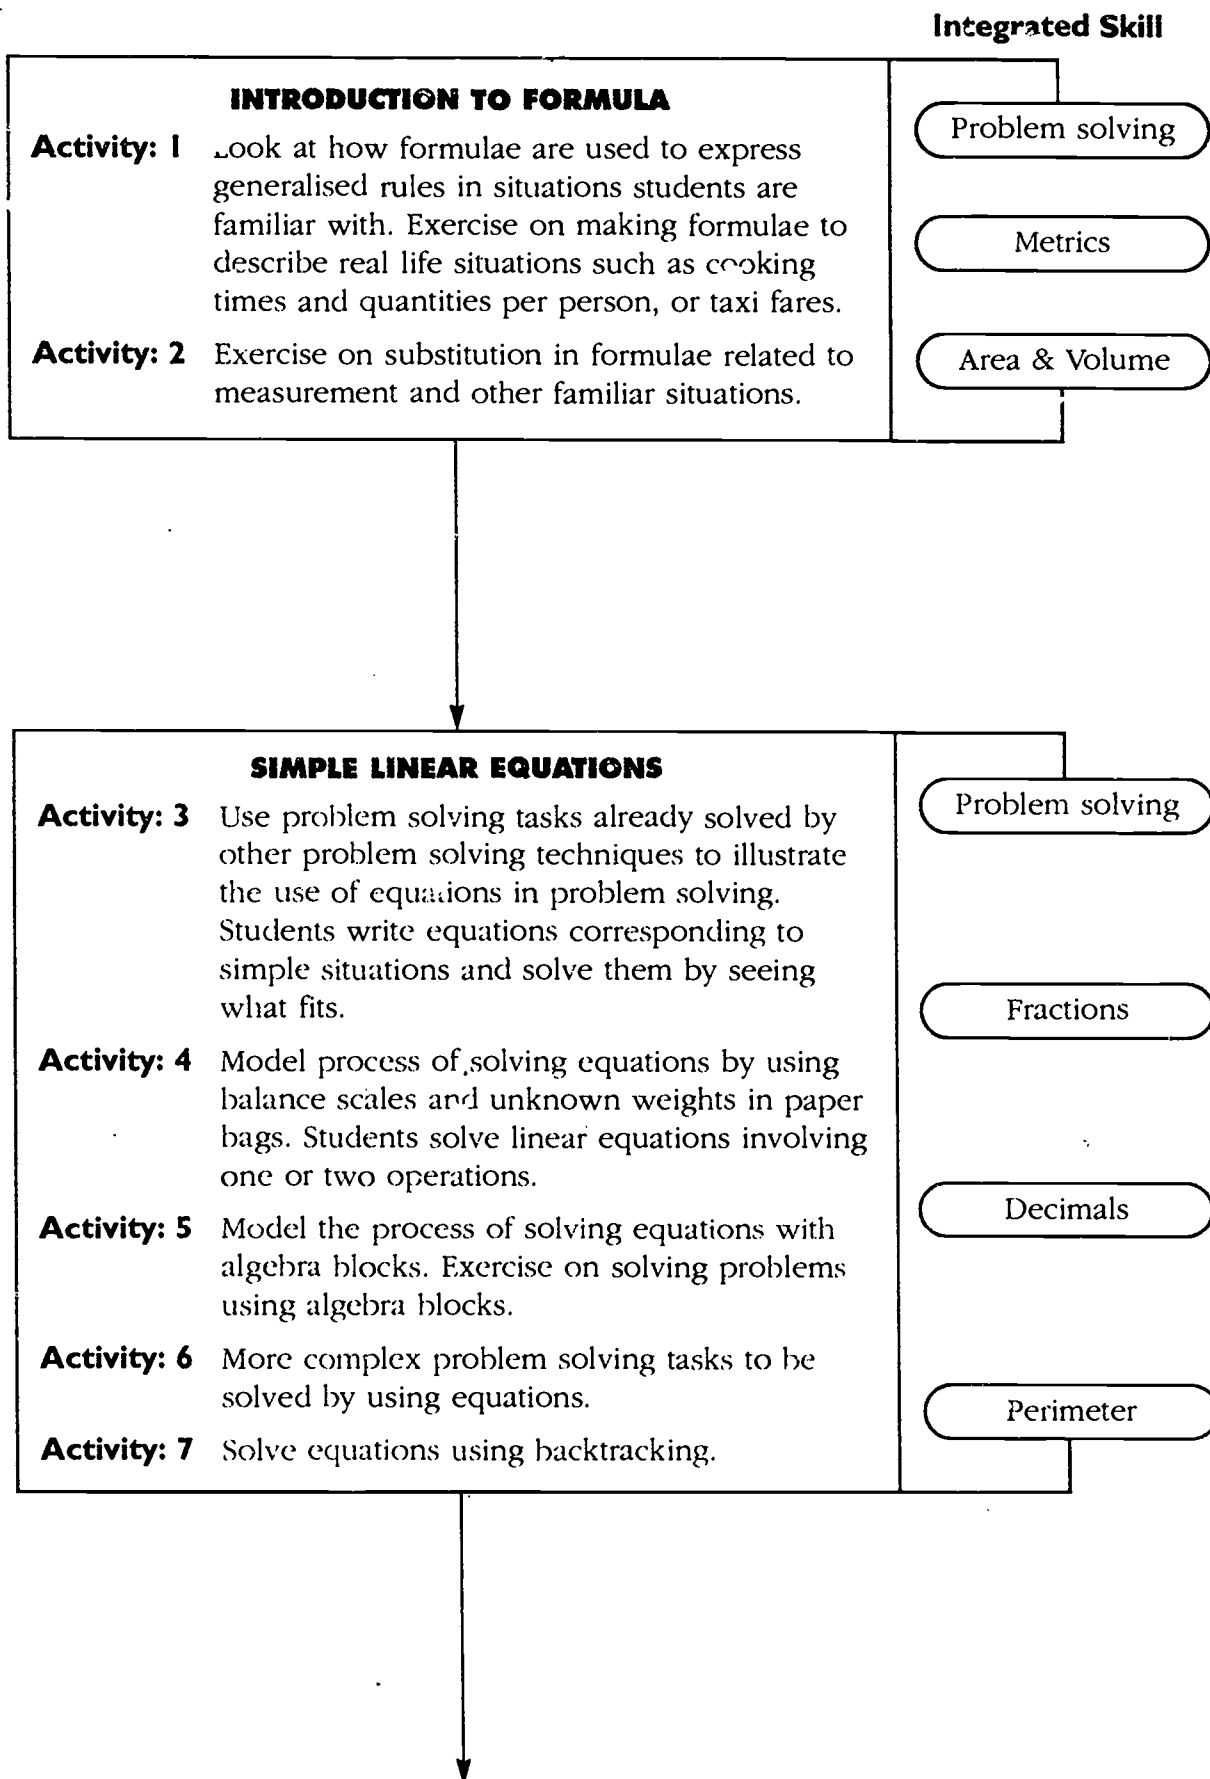 Integrated Skill
INTRODUCTION TO FORMULA
Activity: 1 Look at how formulae are used to express
generalised rules in situations students are
familiar with. Exercise on making formulae to
describe real life situations such as cooking
times and quantities per person, or taxi fares.
Activity: 2 Exercise on substitution in formulae related to
measurement and other familiar situations.
Problem solving
Metrics
Area & Volume
SIMPLE LINEAR EQUATIONS
Activity: 3 Use problem solving tasks already solved by
other problem solving techniques to illustrate
the use of equations in problem solving.
Students write equations corresponding to
simple situations and solve them by seeing
what fits.
Activity: 4 Model process of solving equations by using
balance scales and unknown weights in paper
bags. Students solve linear equations involving
one or two operations.
Activity: 5 Model the process of solving equations with
algebra blocks. Exercise on solving problems
using algebra blocks.
Activity: 6 More complex problem solving tasks to be
solved by using equations.
Activity: 7 Solve equations using backtracking.
Problem solving
Fractions
Decimals
Perimeter